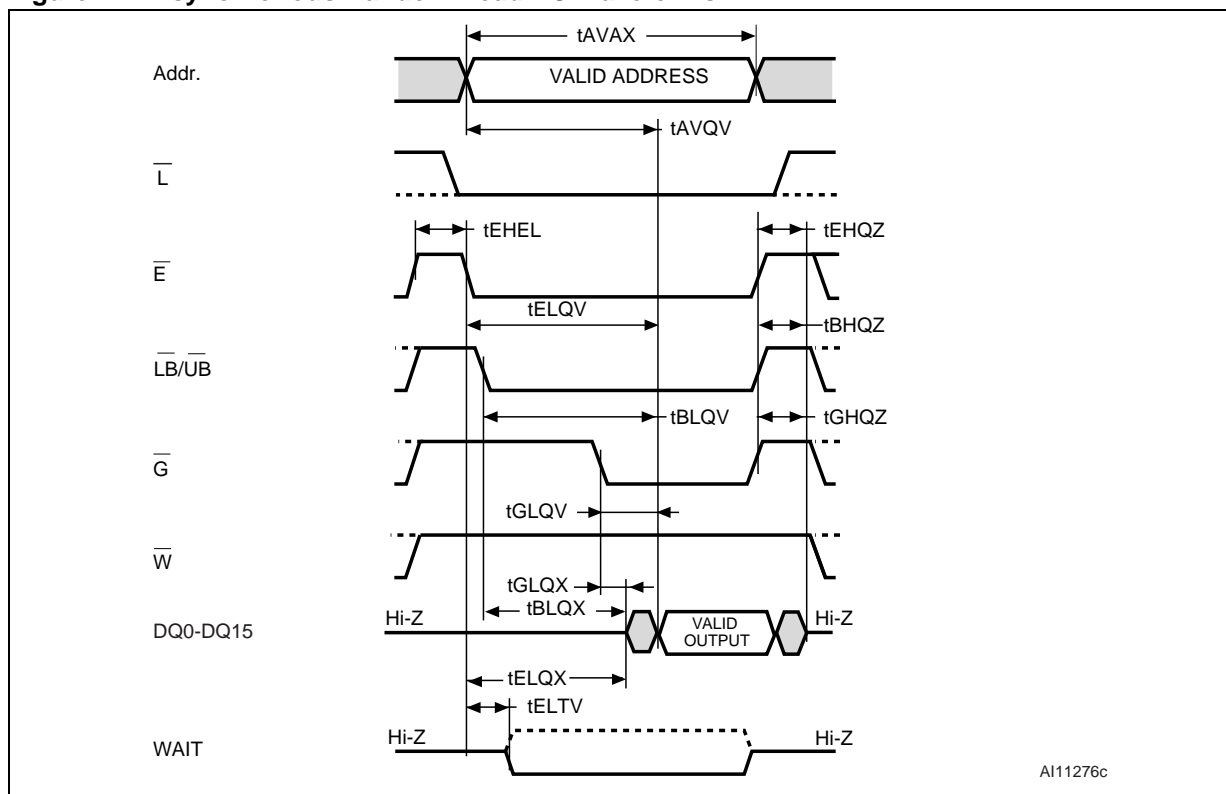 tAVAX
Addr.
VALID ADDRESS
tAVQV
L
tEHEL
tEHQZ
E
tELQV
tBHQZ
LB/UB
tBLQV
tGHQZ
G
tGLQV
W
tGLQX
tBLQX
DQ0-DQ15
Hi-Z
VALID
OUTPUT
Hi-Z
tELQX
tELTV
WAIT
Hi-Z
Hi-Z
AI11276c